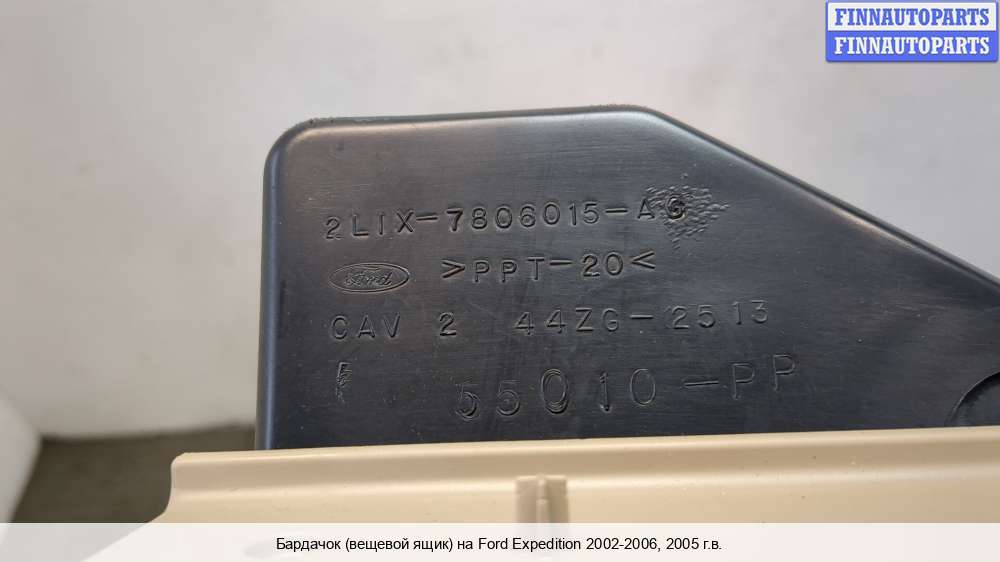 FINNAUTOPARTS
FINNAUTOPARTS
2L1X-7806015-AG
Ford >PPT-20<
CAV 2 44ZG-2513
55010-PP
Бардачок (вещевой ящик) на Ford Expedition 2002-2006, 2005 г.в.